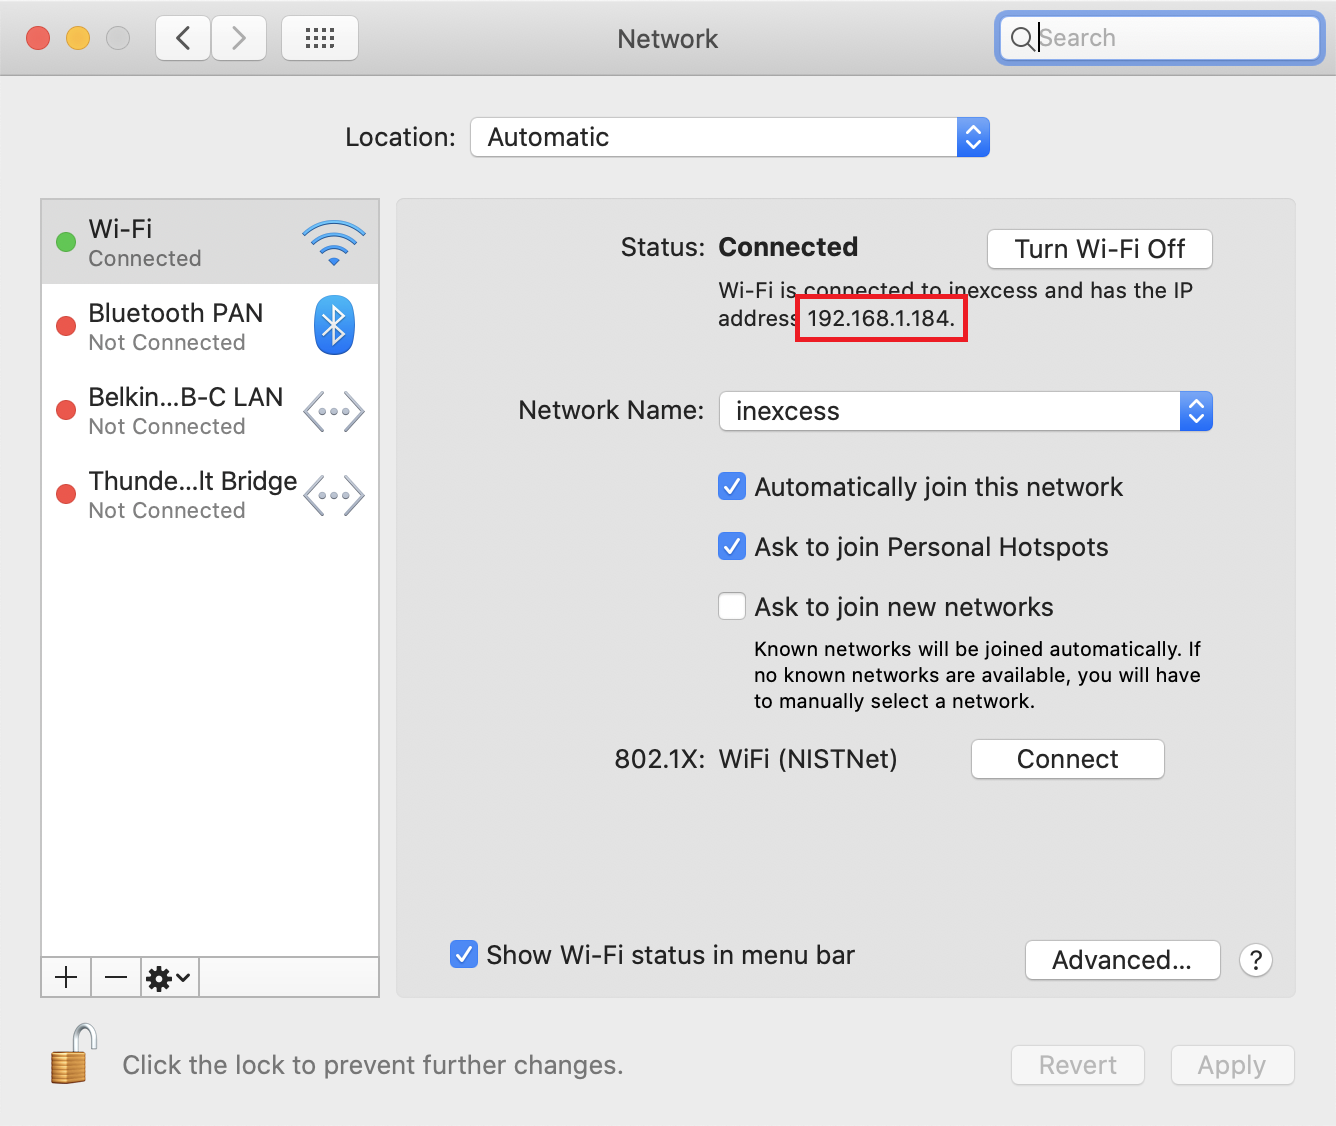 Network
Search
Location: Automatic
Wi-Fi
Connected
Bluetooth PAN
Not Connected
Belkin...B-C LAN
Not Connected
Thunde...lt Bridge
Not Connected
Status: Connected
Turn Wi-Fi Off
Wi-Fi is connected to inexcess and has the IP
address 192.168.1.184.
Network Name: inexcess
Automatically join this network
Ask to join Personal Hotspots
Ask to join new networks
Known networks will be joined automatically. If
no known networks are available, you will have
to manually select a network.
802.1X: WiFi (NISTNet) Connect
Show Wi-Fi status in menu bar
Advanced... ?
Click the lock to prevent further changes.
Revert Apply